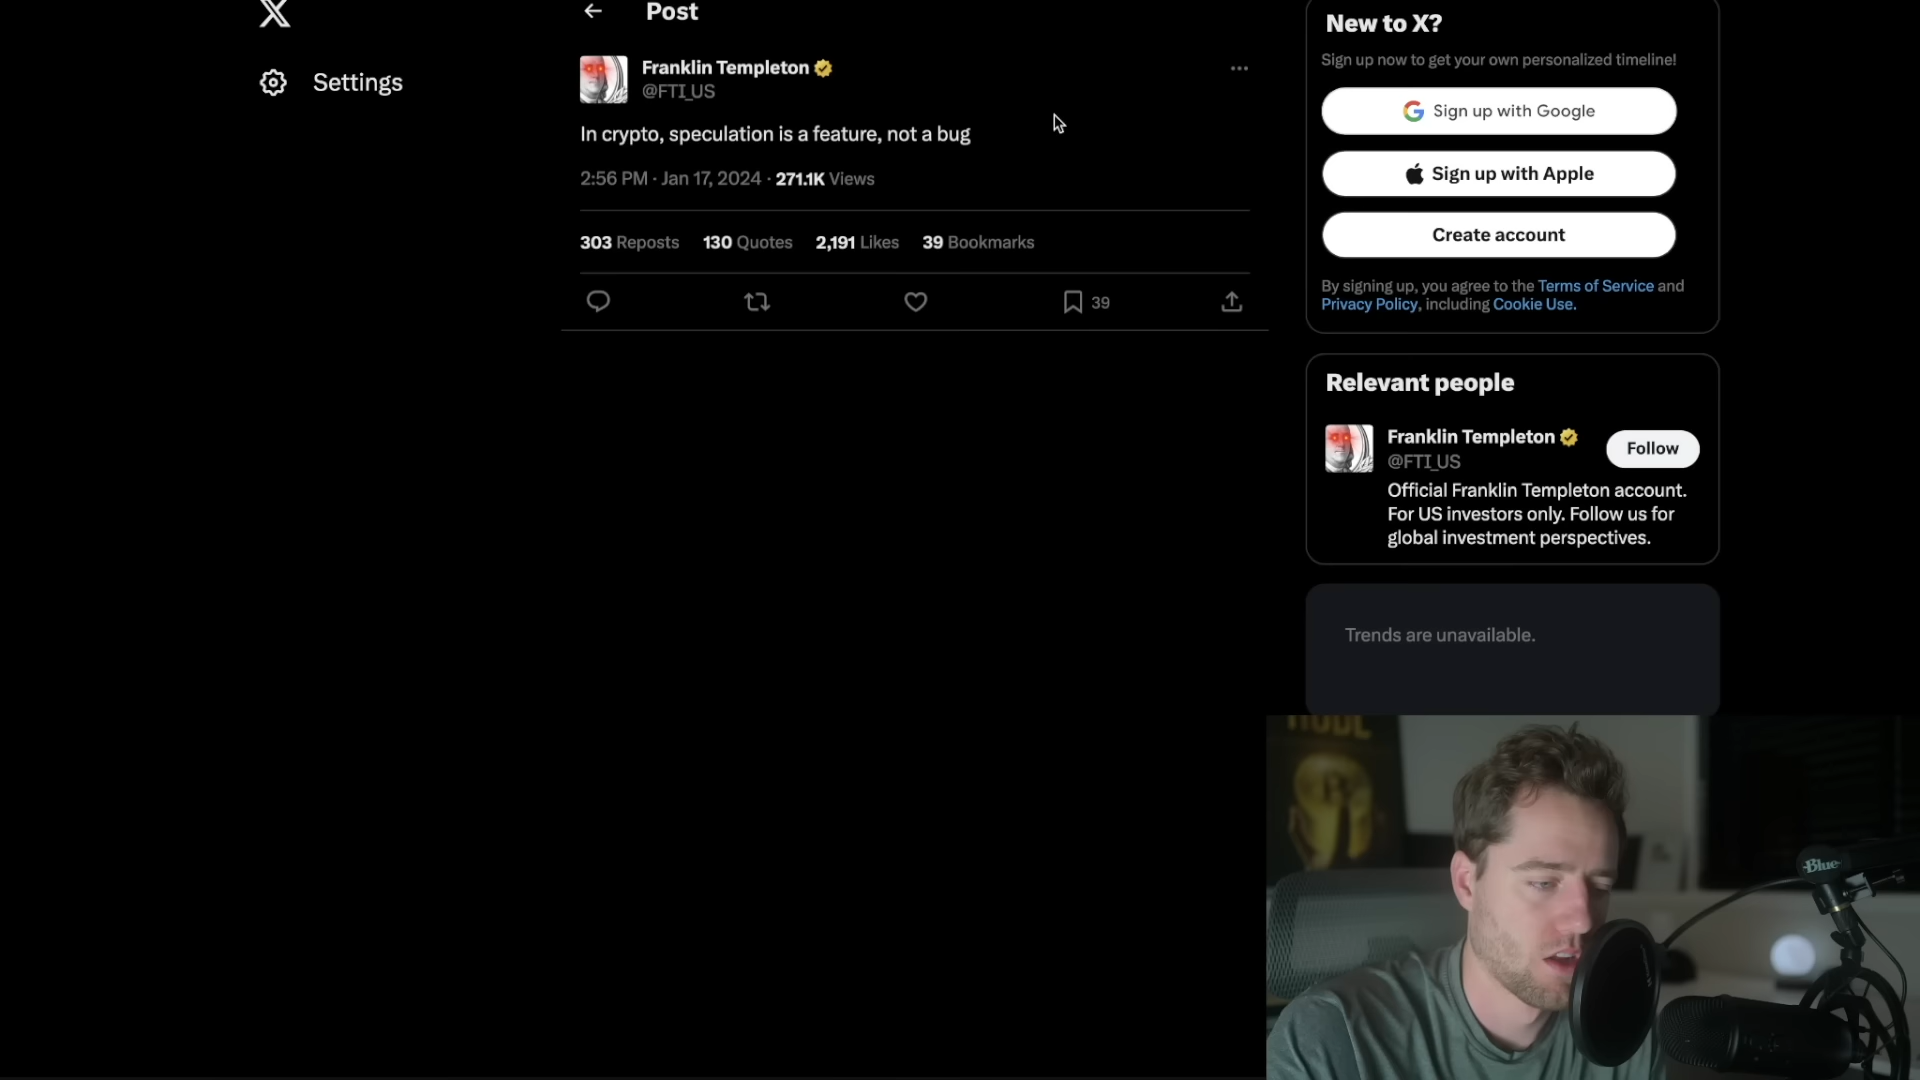 Post
Settings
Franklin Templeton
@FTI_US
In crypto, speculation is a feature, not a bug
2:56 PM · Jan 17, 2024 · 271.1K Views
303 Reposts 130 Quotes 2,191 Likes 39 Bookmarks
39
New to X?
Sign up now to get your own personalized timeline!
Sign up with Google
Sign up with Apple
Create account
By signing up, you agree to the Terms of Service and
Privacy Policy, including Cookie Use.
Relevant people
Franklin Templeton
@FTI_US
Follow
Official Franklin Templeton account.
For US investors only. Follow us for
global investment perspectives.
Trends are unavailable.
HODL
Blue